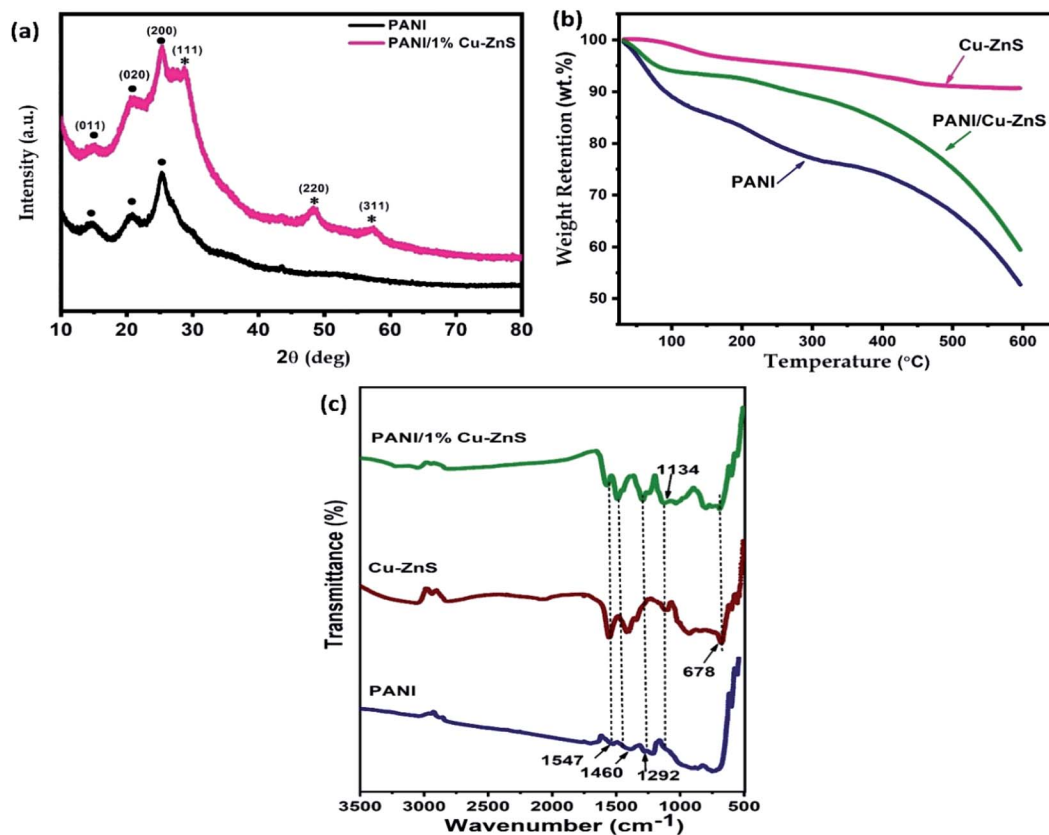 (a)
PANI
PANI/1% Cu-ZnS
(011)
(020)
(200)
(111)
*
(220)
*
(311)
*
Intensity (a.u.)
10 20 30 40 50 60 70 80
2θ (deg)
(b)
100
90
80
70
60
50
Weight Retention (wt.%)
Cu-ZnS
PANI/Cu-ZnS
PANI
100 200 300 400 500 600
Temperature (°C)
(c)
PANI/1% Cu-ZnS
1134
Cu-ZnS
678
PANI
1547
1460
1292
Transmittance (%)
3500 3000 2500 2000 1500 1000 500
Wavenumber (cm⁻¹)